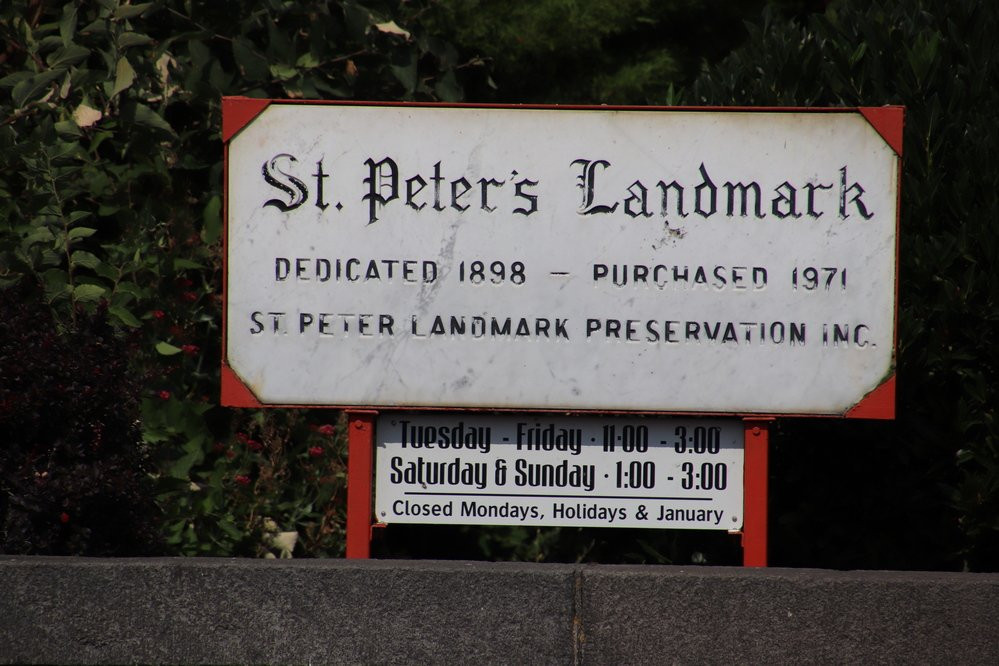 St. Peter's Landmark
DEDICATED 1898 – PURCHASED 1971
ST. PETER LANDMARK PRESERVATION INC.
Tuesday - Friday · 11:00 - 3:00
Saturday & Sunday · 1:00 - 3:00
Closed Mondays, Holidays & January